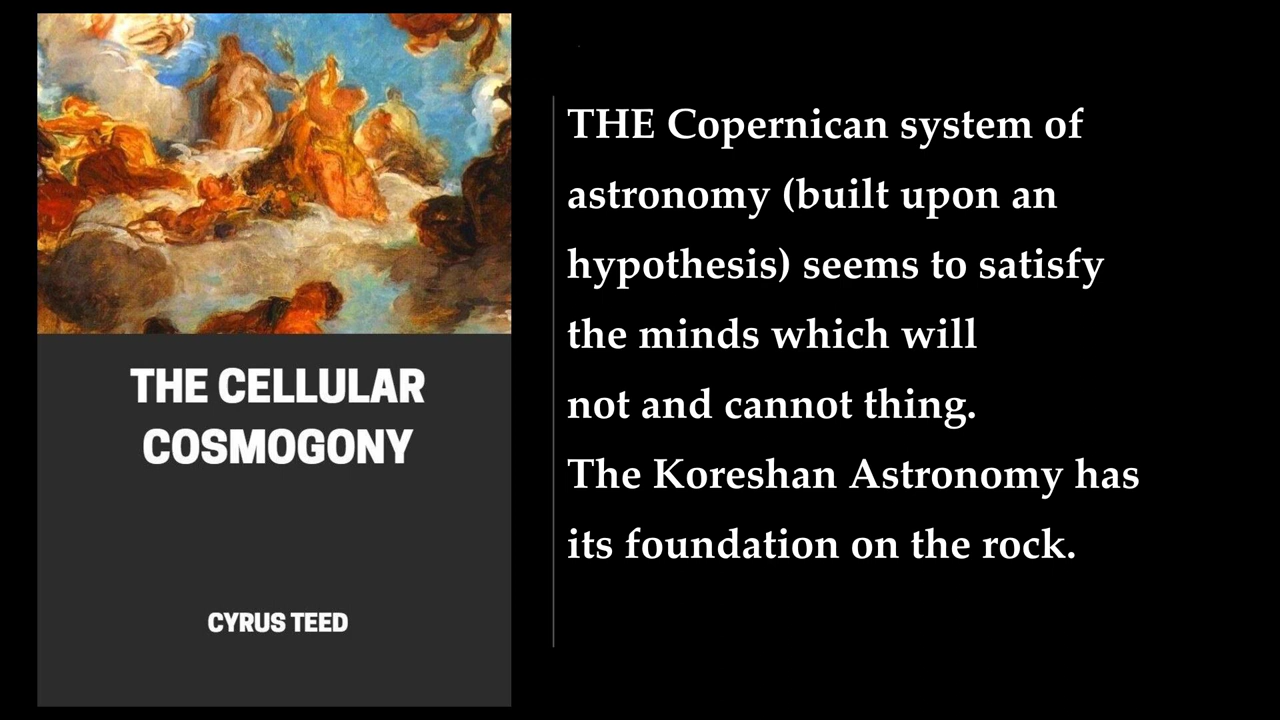 THE CELLULAR
COSMOGONY
CYRUS TEED
THE Copernican system of
astronomy (built upon an
hypothesis) seems to satisfy
the minds which will
not and cannot thing.
The Koreshan Astronomy has
its foundation on the rock.